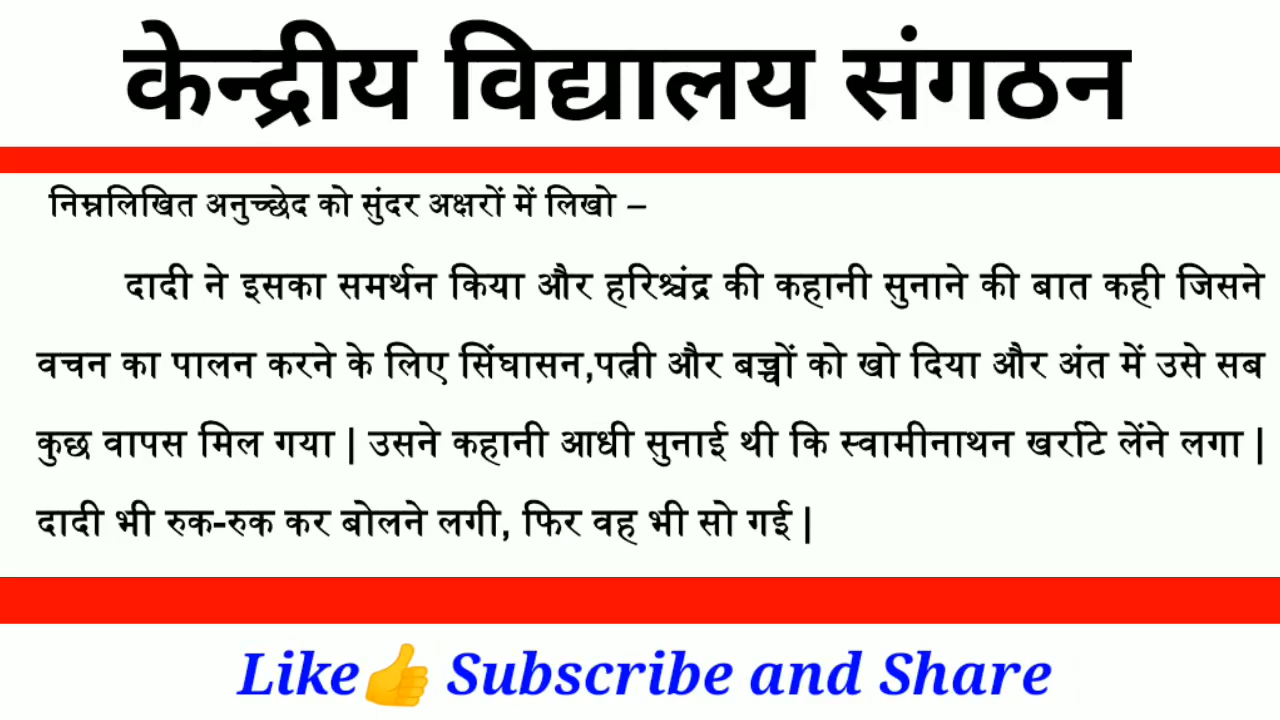 केन्द्रीय विद्यालय संगठन
निम्नलिखित अनुच्छेद को सुंदर अक्षरों में लिखो –
दादी ने इसका समर्थन किया और हरिश्चंद्र की कहानी सुनाने की बात कही जिसने
वचन का पालन करने के लिए सिंघासन,पत्नी और बच्चों को खो दिया और अंत में उसे सब
कुछ वापस मिल गया | उसने कहानी आधी सुनाई थी कि स्वामीनाथन खर्राटे लेंने लगा |
दादी भी रुक-रुक कर बोलने लगी, फिर वह भी सो गई |
Like👍 Subscribe and Share